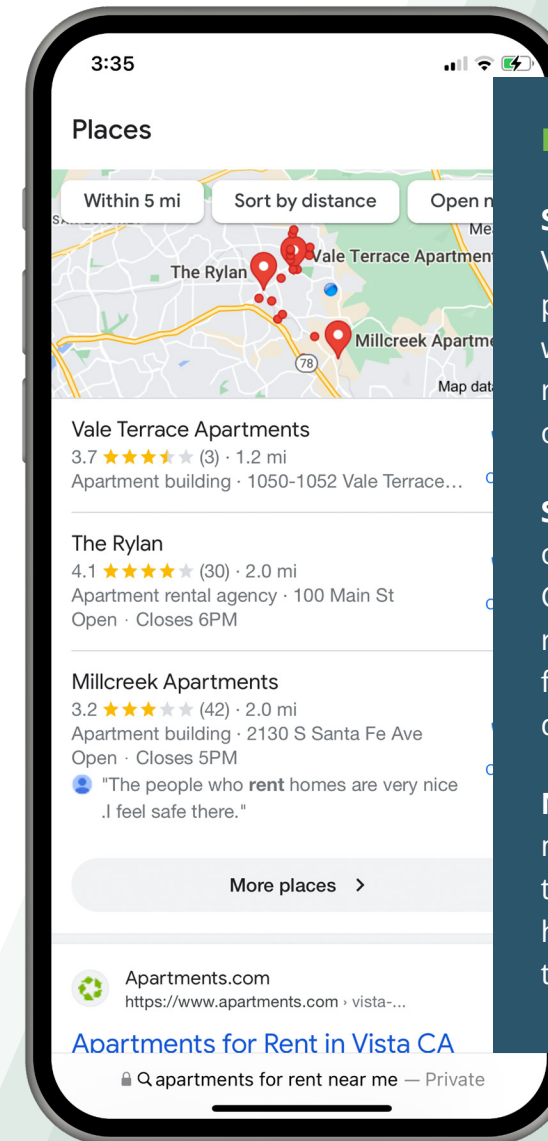 3:35
Places
Within 5 mi
Sort by distance
Open
Vale Terrace
The Rylan
Millcreek
78
Map
Vale Terrace Apartments
3.7 (3) · 1.2 mi
Apartment building · 1050-1052 Vale Terrace…
The Rylan
4.1 (30) · 2.0 mi
Apartment rental agency · 100 Main St
Open · Closes 6PM
Millcreek Apartments
3.2 (42) · 2.0 mi
Apartment building · 2130 S Santa Fe Ave
Open · Closes 5PM
"The people who rent homes are very nice
.I feel safe there."
More places >
Apartments.com
https://www.apartments.com › vista-...
Apartments for Rent in Vista CA
apartments for rent near me — Private